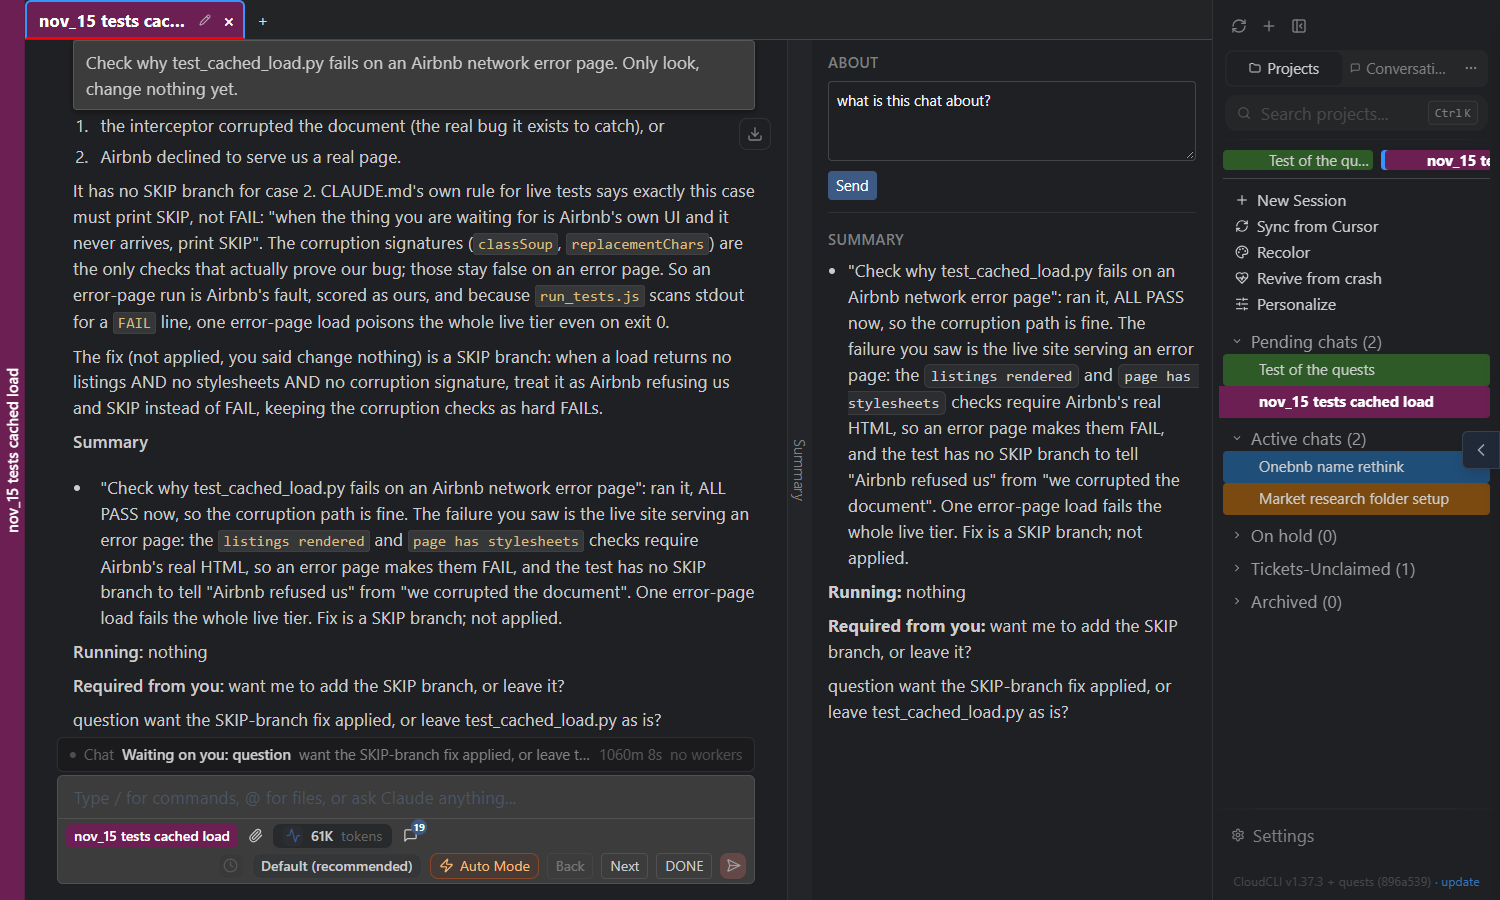 nov_15 tests cac...
nov_15 tests cached load
Check why test_cached_load.py fails on an Airbnb network error page. Only look,
change nothing yet.
1. the interceptor corrupted the document (the real bug it exists to catch), or
2. Airbnb declined to serve us a real page.
It has no SKIP branch for case 2. CLAUDE.md's own rule for live tests says exactly this case
must print SKIP, not FAIL: "when the thing you are waiting for is Airbnb's own UI and it
never arrives, print SKIP". The corruption signatures (classSoup, replacementChars) are
the only checks that actually prove our bug; those stay false on an error page. So an
error-page run is Airbnb's fault, scored as ours, and because run_tests.js scans stdout
for a FAIL line, one error-page load poisons the whole live tier even on exit 0.
The fix (not applied, you said change nothing) is a SKIP branch: when a load returns no
listings AND no stylesheets AND no corruption signature, treat it as Airbnb refusing us
and SKIP instead of FAIL, keeping the corruption checks as hard FAILs.
Summary
• "Check why test_cached_load.py fails on an Airbnb network error page": ran it, ALL
PASS now, so the corruption path is fine. The failure you saw is the live site serving an
error page: the listings rendered and page has stylesheets checks require
Airbnb's real HTML, so an error page makes them FAIL, and the test has no SKIP
branch to tell "Airbnb refused us" from "we corrupted the document". One error-page
load fails the whole live tier. Fix is a SKIP branch; not applied.
Running: nothing
Required from you: want me to add the SKIP branch, or leave it?
question want the SKIP-branch fix applied, or leave test_cached_load.py as is?
Chat Waiting on you: question want the SKIP-branch fix applied, or leave t... 1060m 8s no workers
Type / for commands, @ for files, or ask Claude anything...
nov_15 tests cached load 61K tokens 19
Default (recommended) Auto Mode Back Next DONE
Summary
ABOUT
what is this chat about?
Send
SUMMARY
• "Check why test_cached_load.py fails on an
Airbnb network error page": ran it, ALL PASS
now, so the corruption path is fine. The
failure you saw is the live site serving an error
page: the listings rendered and page has
stylesheets checks require Airbnb's real
HTML, so an error page makes them FAIL,
and the test has no SKIP branch to tell
"Airbnb refused us" from "we corrupted the
document". One error-page load fails the
whole live tier. Fix is a SKIP branch; not
applied.
Running: nothing
Required from you: want me to add the SKIP
branch, or leave it?
question want the SKIP-branch fix applied, or
leave test_cached_load.py as is?
Projects Conversati... ...
Search projects... Ctrl K
Test of the qu... nov_15 te
New Session
Sync from Cursor
Recolor
Revive from crash
Personalize
Pending chats (2)
Test of the quests
nov_15 tests cached load
Active chats (2)
Onebnb name rethink
Market research folder setup
On hold (0)
Tickets-Unclaimed (1)
Archived (0)
Settings
CloudCLI v1.37.3 + quests (896a539) · update